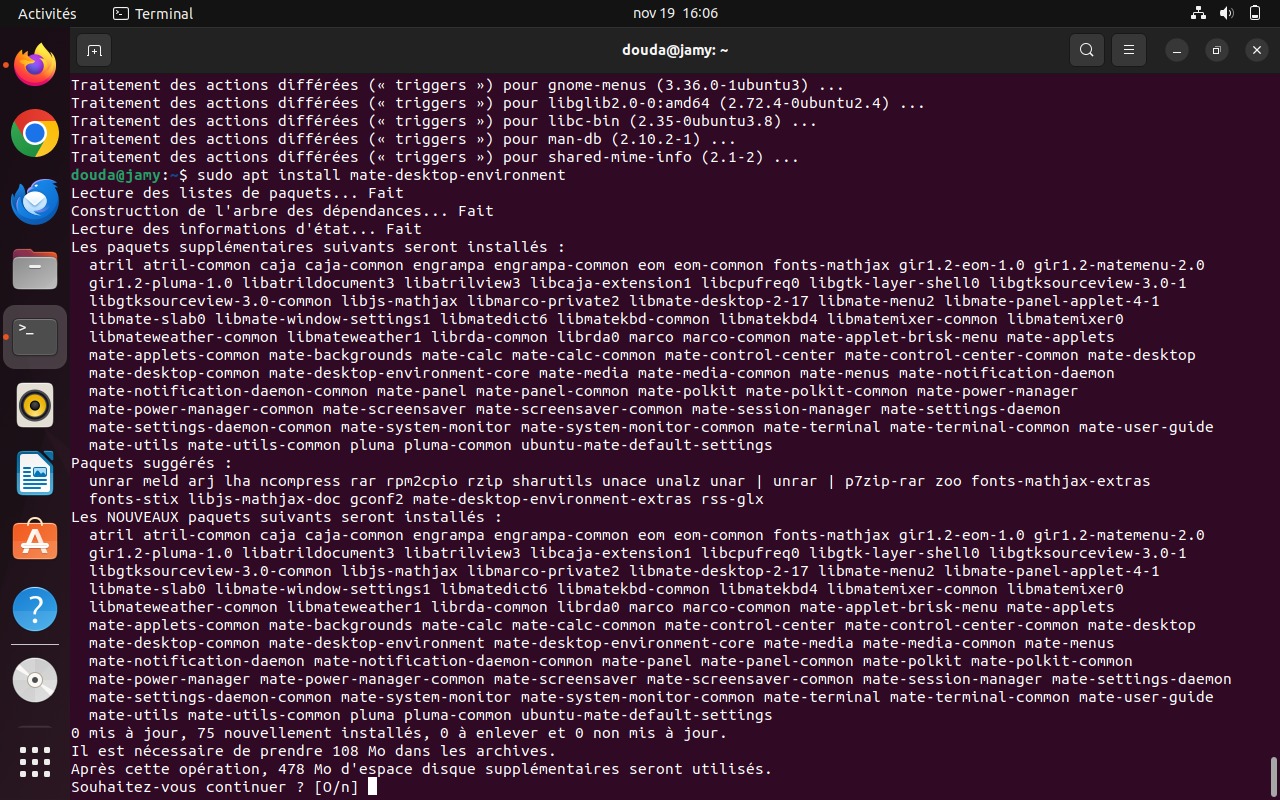 Activités
Terminal
nov 19 16:06
douda@jamy: ~
Traitement des actions différées (« triggers ») pour gnome-menus (3.36.0-1ubuntu3) ...
Traitement des actions différées (« triggers ») pour libglib2.0-0:amd64 (2.72.4-0ubuntu2.4) ...
Traitement des actions différées (« triggers ») pour libc-bin (2.35-0ubuntu3.8) ...
Traitement des actions différées (« triggers ») pour man-db (2.10.2-1) ...
Traitement des actions différées (« triggers ») pour shared-mime-info (2.1-2) ...
douda@jamy:~$ sudo apt install mate-desktop-environment
Lecture des listes de paquets... Fait
Construction de l'arbre des dépendances... Fait
Lecture des informations d'état... Fait
Les paquets supplémentaires suivants seront installés :
atril atril-common caja caja-common engrampa engrampa-common eom eom-common fonts-mathjax gir1.2-eom-1.0 gir1.2-matemenu-2.0
gir1.2-pluma-1.0 libatrildocument3 libatrilview3 libcaja-extension1 libcpufreq0 libgtk-layer-shell0 libgtksourceview-3.0-1
libgtksourceview-3.0-common libjs-mathjax libmarco-private2 libmate-desktop-2-17 libmate-menu2 libmate-panel-applet-4-1
libmate-slab0 libmate-window-settings1 libmatedict6 libmatekbd-common libmatekbd4 libmatemixer-common libmatemixer0
libmateweather-common libmateweather1 librda-common librda0 marco marco-common mate-applet-brisk-menu mate-applets
mate-applets-common mate-backgrounds mate-calc mate-calc-common mate-control-center mate-control-center-common mate-desktop
mate-desktop-common mate-desktop-environment-core mate-media mate-media-common mate-menus mate-notification-daemon
mate-notification-daemon-common mate-panel mate-panel-common mate-polkit mate-polkit-common mate-power-manager
mate-power-manager-common mate-screensaver mate-screensaver-common mate-session-manager mate-settings-daemon
mate-settings-daemon-common mate-system-monitor mate-system-monitor-common mate-terminal mate-terminal-common mate-user-guide
mate-utils mate-utils-common pluma pluma-common ubuntu-mate-default-settings
Paquets suggérés :
unrar meld arj lha ncompress rar rpm2cpio rzip sharutils unace unalz unar | unrar | p7zip-rar zoo fonts-mathjax-extras
fonts-stix libjs-mathjax-doc gconf2 mate-desktop-environment-extras rss-glx
Les NOUVEAUX paquets suivants seront installés :
atril atril-common caja caja-common engrampa engrampa-common eom eom-common fonts-mathjax gir1.2-eom-1.0 gir1.2-matemenu-2.0
gir1.2-pluma-1.0 libatrildocument3 libatrilview3 libcaja-extension1 libcpufreq0 libgtk-layer-shell0 libgtksourceview-3.0-1
libgtksourceview-3.0-common libjs-mathjax libmarco-private2 libmate-desktop-2-17 libmate-menu2 libmate-panel-applet-4-1
libmate-slab0 libmate-window-settings1 libmatedict6 libmatekbd-common libmatekbd4 libmatemixer-common libmatemixer0
libmateweather-common libmateweather1 librda-common librda0 marco marco-common mate-applet-brisk-menu mate-applets
mate-applets-common mate-backgrounds mate-calc mate-calc-common mate-control-center mate-control-center-common mate-desktop
mate-desktop-common mate-desktop-environment mate-desktop-environment-core mate-media mate-media-common mate-menus
mate-notification-daemon mate-notification-daemon-common mate-panel mate-panel-common mate-polkit mate-polkit-common
mate-power-manager mate-power-manager-common mate-screensaver mate-screensaver-common mate-session-manager mate-settings-daemon
mate-settings-daemon-common mate-system-monitor mate-system-monitor-common mate-terminal mate-terminal-common mate-user-guide
mate-utils mate-utils-common pluma pluma-common ubuntu-mate-default-settings
0 mis à jour, 75 nouvellement installés, 0 à enlever et 0 non mis à jour.
Il est nécessaire de prendre 108 Mo dans les archives.
Après cette opération, 478 Mo d'espace disque supplémentaires seront utilisés.
Souhaitez-vous continuer ? [O/n]